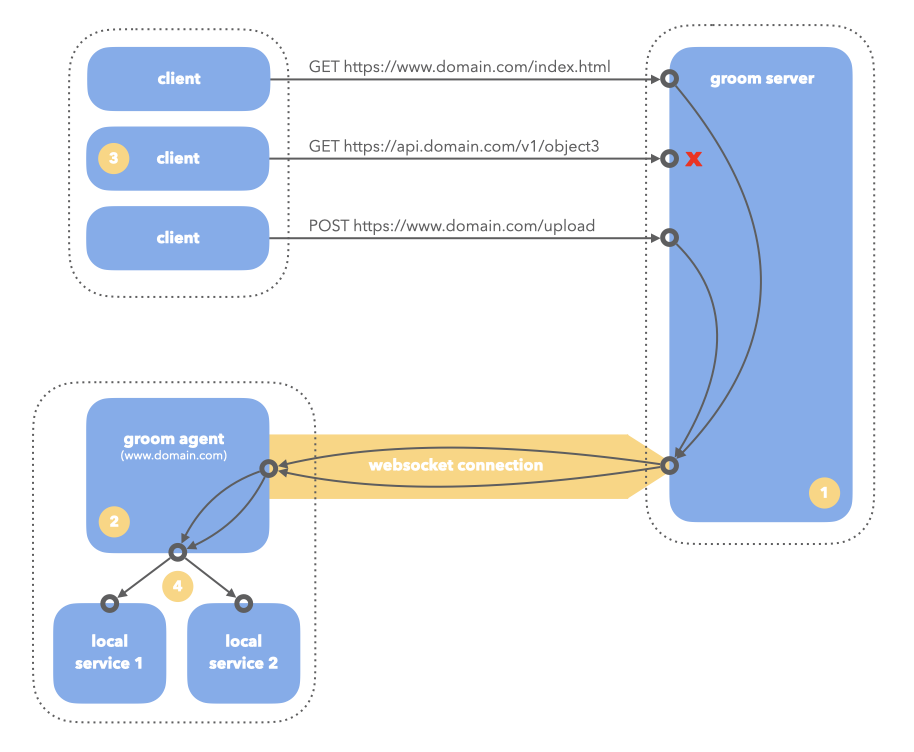 client
GET https://www.domain.com/index.html
groom server
3
client
GET https://api.domain.com/v1/object3
x
client
POST https://www.domain.com/upload
groom agent
(www.domain.com)
websocket connection
1
2
4
local
service 1
local
service 2